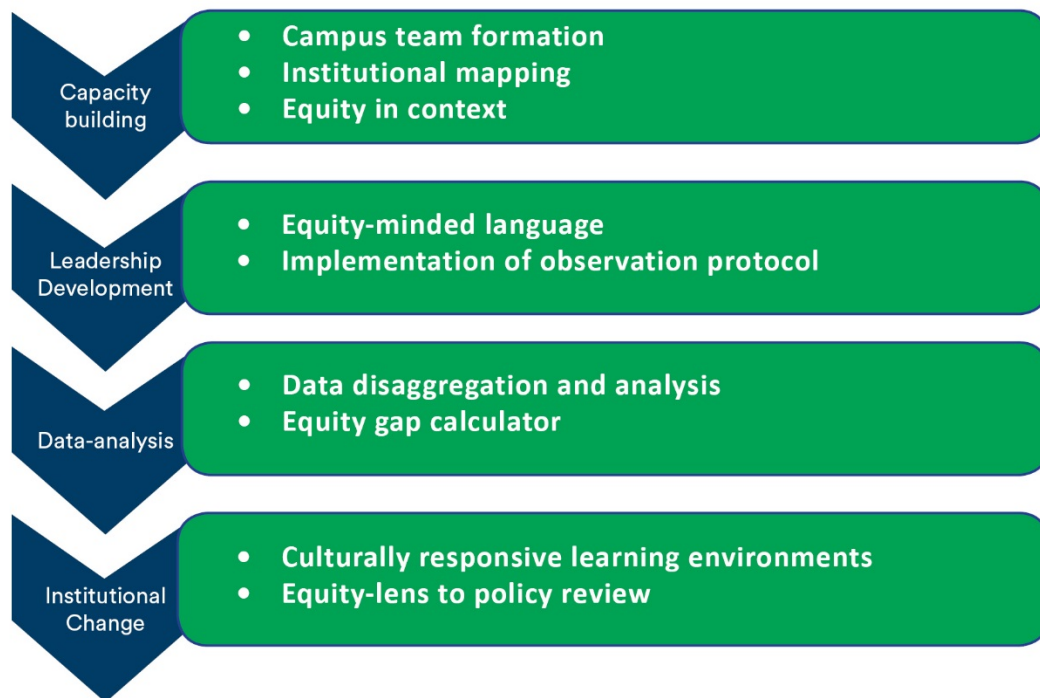 Capacity
building
• Campus team formation
• Institutional mapping
• Equity in context
Leadership
Development
• Equity-minded language
• Implementation of observation protocol
Data-analysis
• Data disaggregation and analysis
• Equity gap calculator
Institutional
Change
• Culturally responsive learning environments
• Equity-lens to policy review